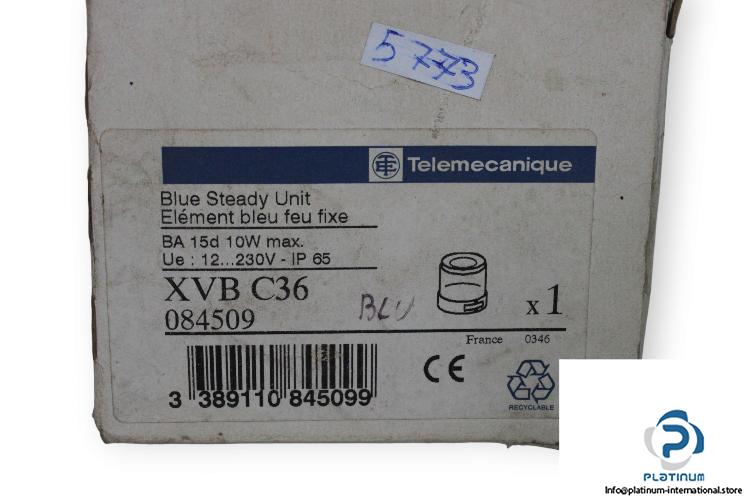 5773
Telemecanique
Blue Steady Unit
Elément bleu feu fixe
BA 15d 10W max.
Ue : 12...230V - IP 65
XVB C36
084509
BLU
x 1
France 0346
3 389110 845099
CE
RECYCLABLE
PLATINUM
Info@platinum-international.store